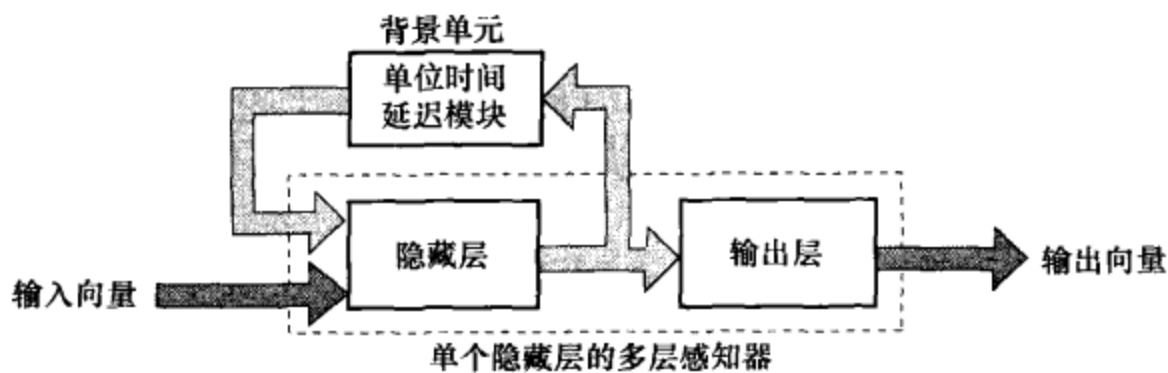 背景单元
单位时间
延迟模块
隐藏层
输出层
输入向量
输出向量
单个隐藏层的多层感知器